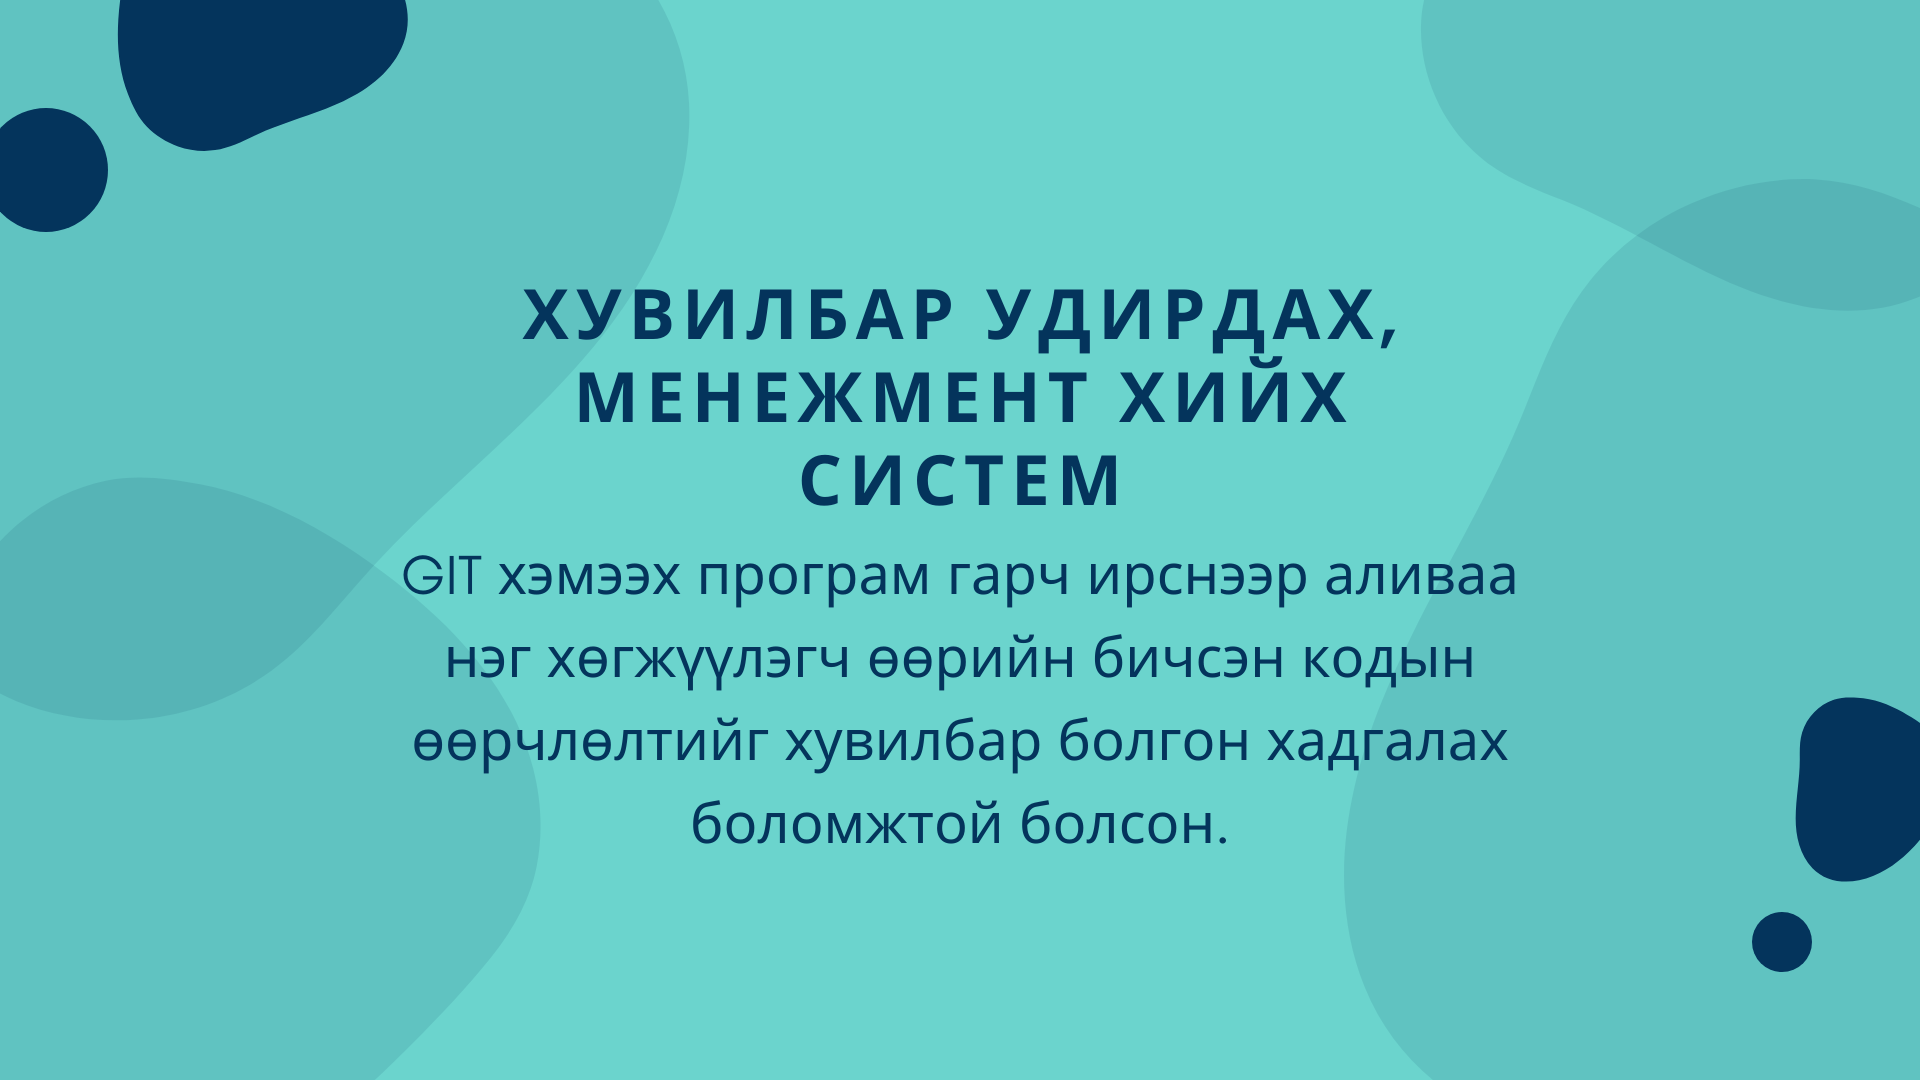 ХУВИЛБАР УДИРДАХ,
МЕНЕЖМЕНТ ХИЙХ
СИСТЕМ
GIT хэмээх програм гарч ирснээр аливаа
нэг хөгжүүлэгч өөрийн бичсэн кодын
өөрчлөлтийг хувилбар болгон хадгалах
боломжтой болсон.